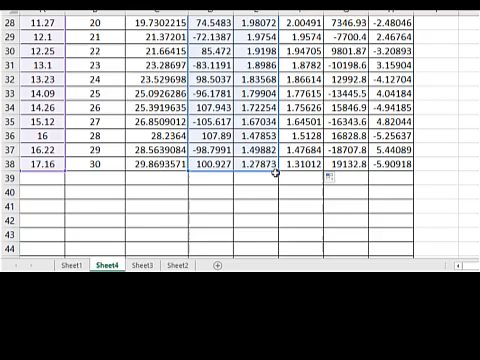 28 11.27 20 19.7302215 74.5483 1.98072 2.00491 7346.93 -2.48046
29 12.1 21 21.37201 -72.1387 1.9754 1.9574 -7700.4 2.46764
30 12.25 22 21.66415 85.472 1.9198 1.94705 9801.87 -3.20893
31 13.1 23 23.28697 -83.1191 1.8986 1.8782 -10198.6 3.15904
32 13.23 24 23.529698 98.5037 1.83568 1.86614 12992.8 -4.12704
33 14.09 25 25.0926286 -96.1781 1.79904 1.77615 -13445.5 4.04184
34 14.26 26 25.3919635 107.943 1.72254 1.75626 15846.9 -4.94185
35 15.12 27 26.8509012 -105.617 1.67034 1.64501 -16343.6 4.82044
36 16 28 28.2364 107.89 1.47853 1.5128 16828.8 -5.25637
37 16.22 29 28.5639084 -98.7991 1.49882 1.47684 -18707.8 5.44089
38 17.16 30 29.8693571 100.927 1.27873 1.31012 19132.8 -5.90918
39
40
41
42
43
44
Sheet1 Sheet4 Sheet3 Sheet2